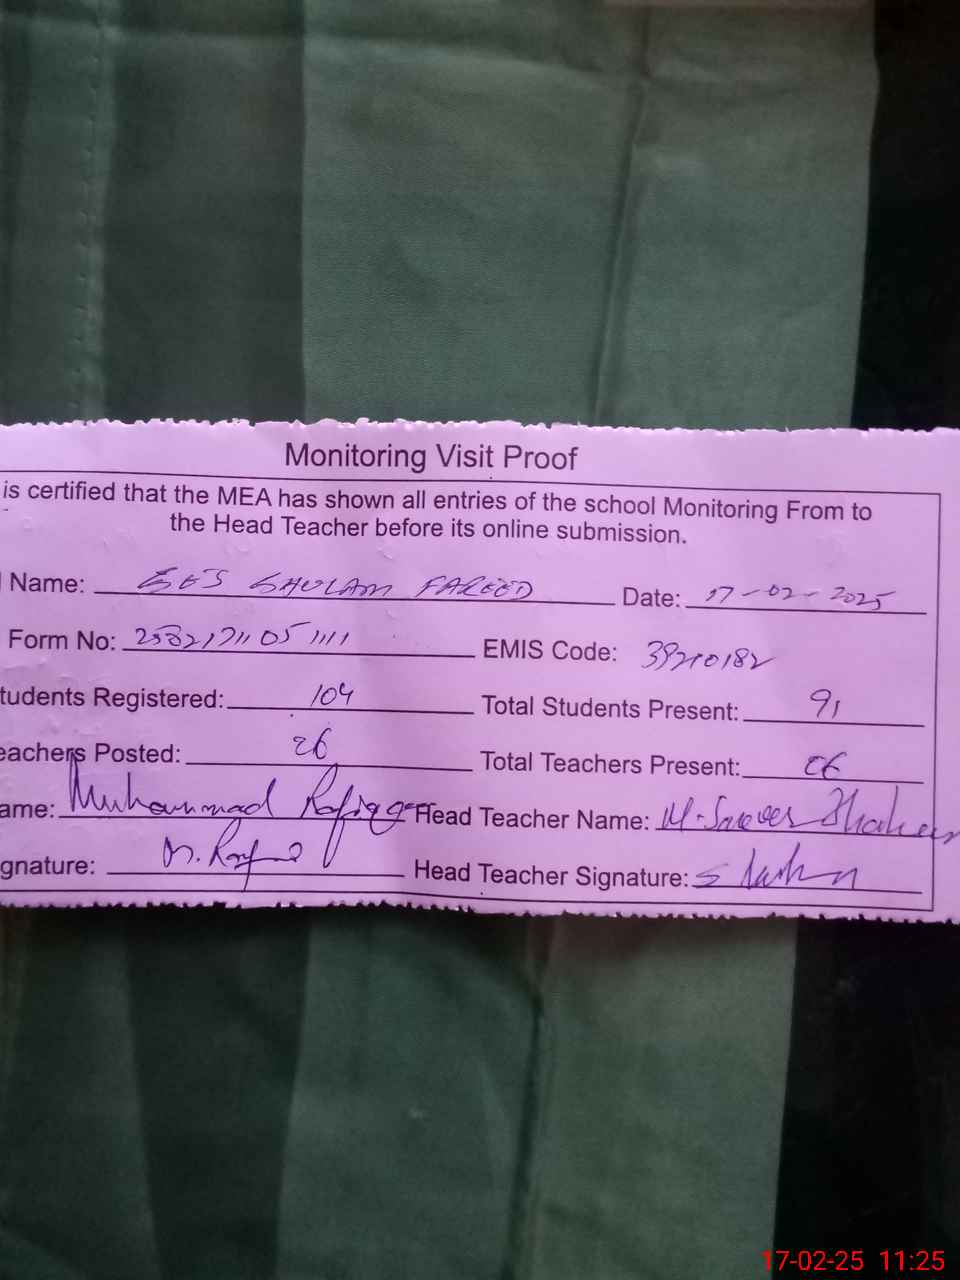 Monitoring Visit Proof
is certified that the MEA has shown all entries of the school Monitoring From to
the Head Teacher before its online submission.
Name: GES GHULAM FAREED Date: 17-02-2025
Form No: EMIS Code: 39210182
tudents Registered: 104 Total Students Present: 91
eachers Posted: 06 Total Teachers Present: 06
ame: Muhammad Rafiq Head Teacher Name:
gnature: Head Teacher Signature:
17-02-25 11:25